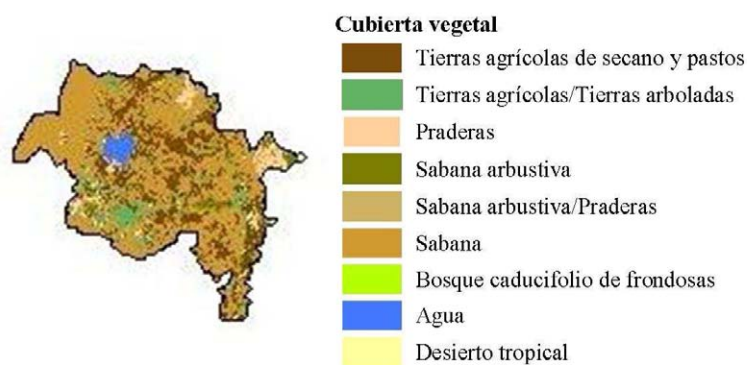 Cubierta vegetal
Tierras agrícolas de secano y pastos
Tierras agrícolas/Tierras arboladas
Praderas
Sabana arbustiva
Sabana arbustiva/Praderas
Sabana
Bosque caducifolio de frondosas
Agua
Desierto tropical